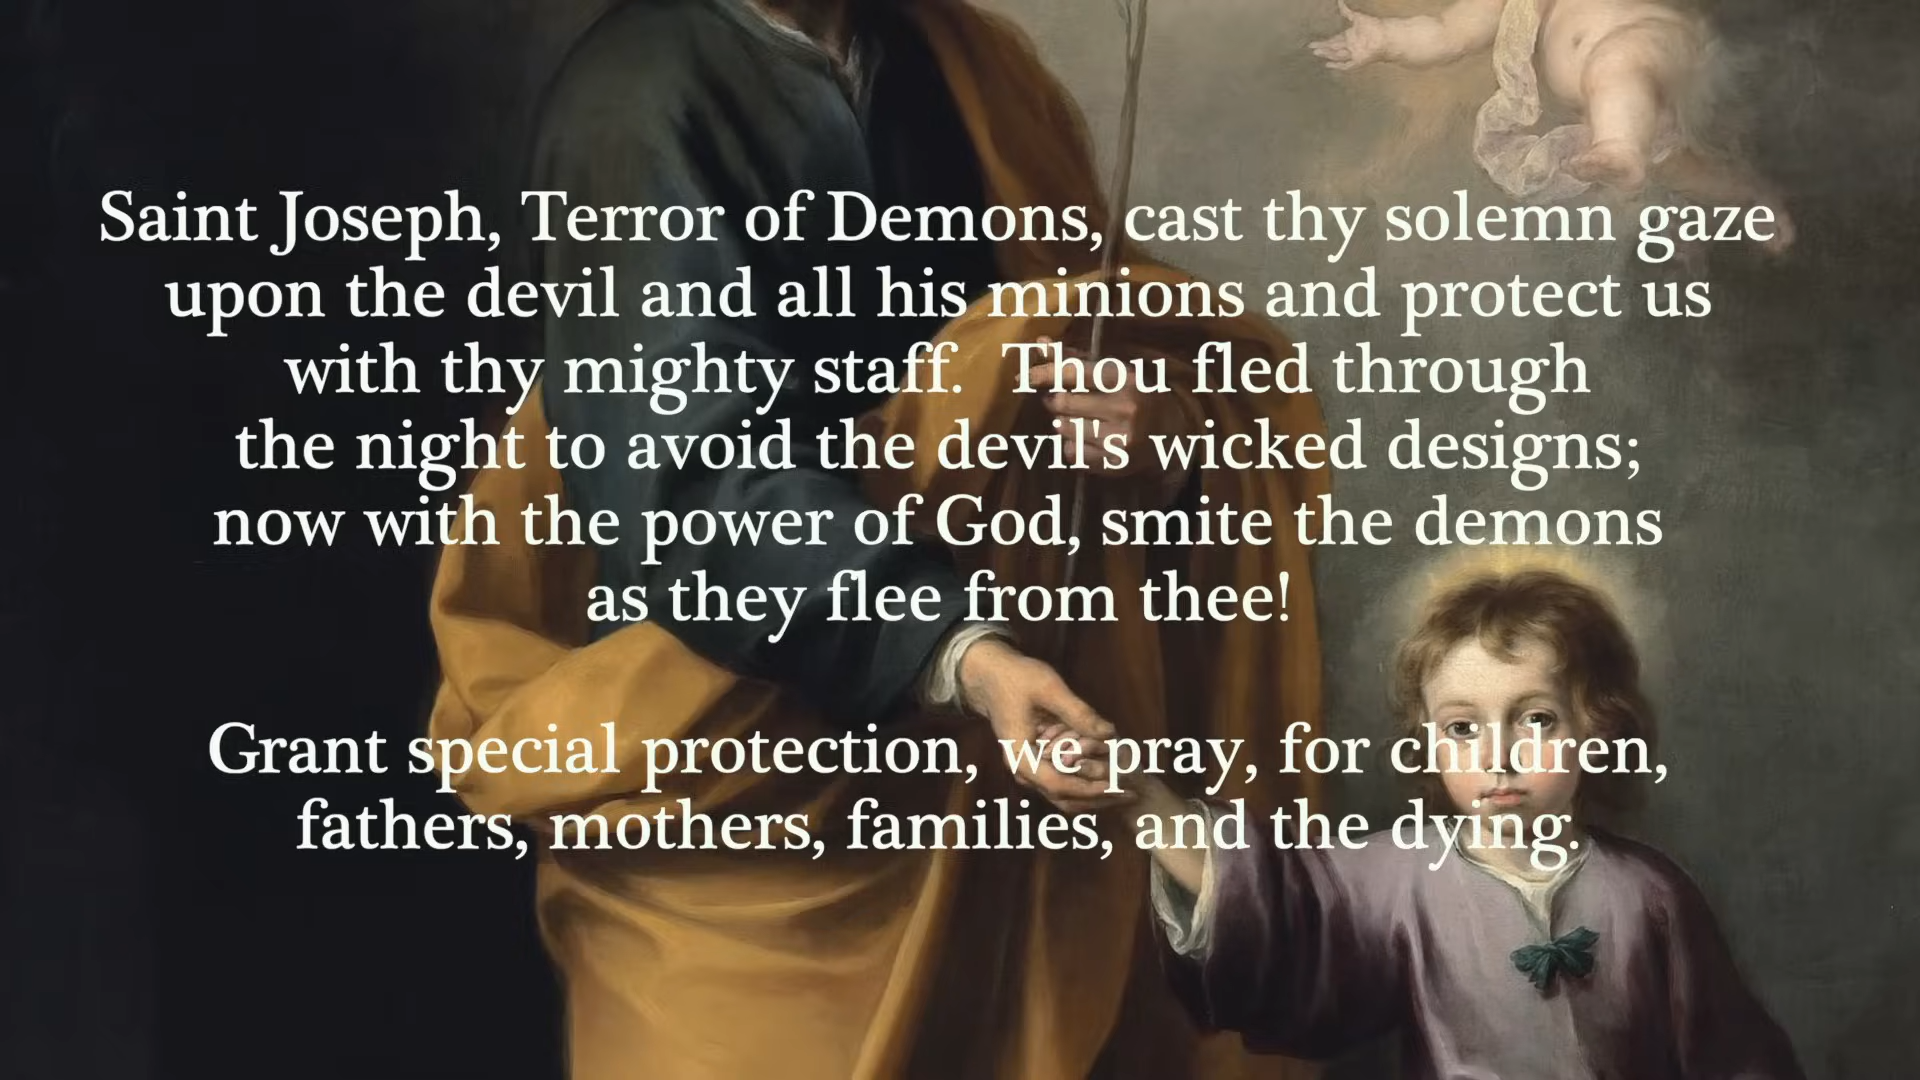 Saint Joseph, Terror of Demons, cast thy solemn gaze
upon the devil and all his minions and protect us
with thy mighty staff.  Thou fled through
the night to avoid the devil's wicked designs;
now with the power of God, smite the demons
as they flee from thee!
Grant special protection, we pray, for children,
fathers, mothers, families, and the dying.